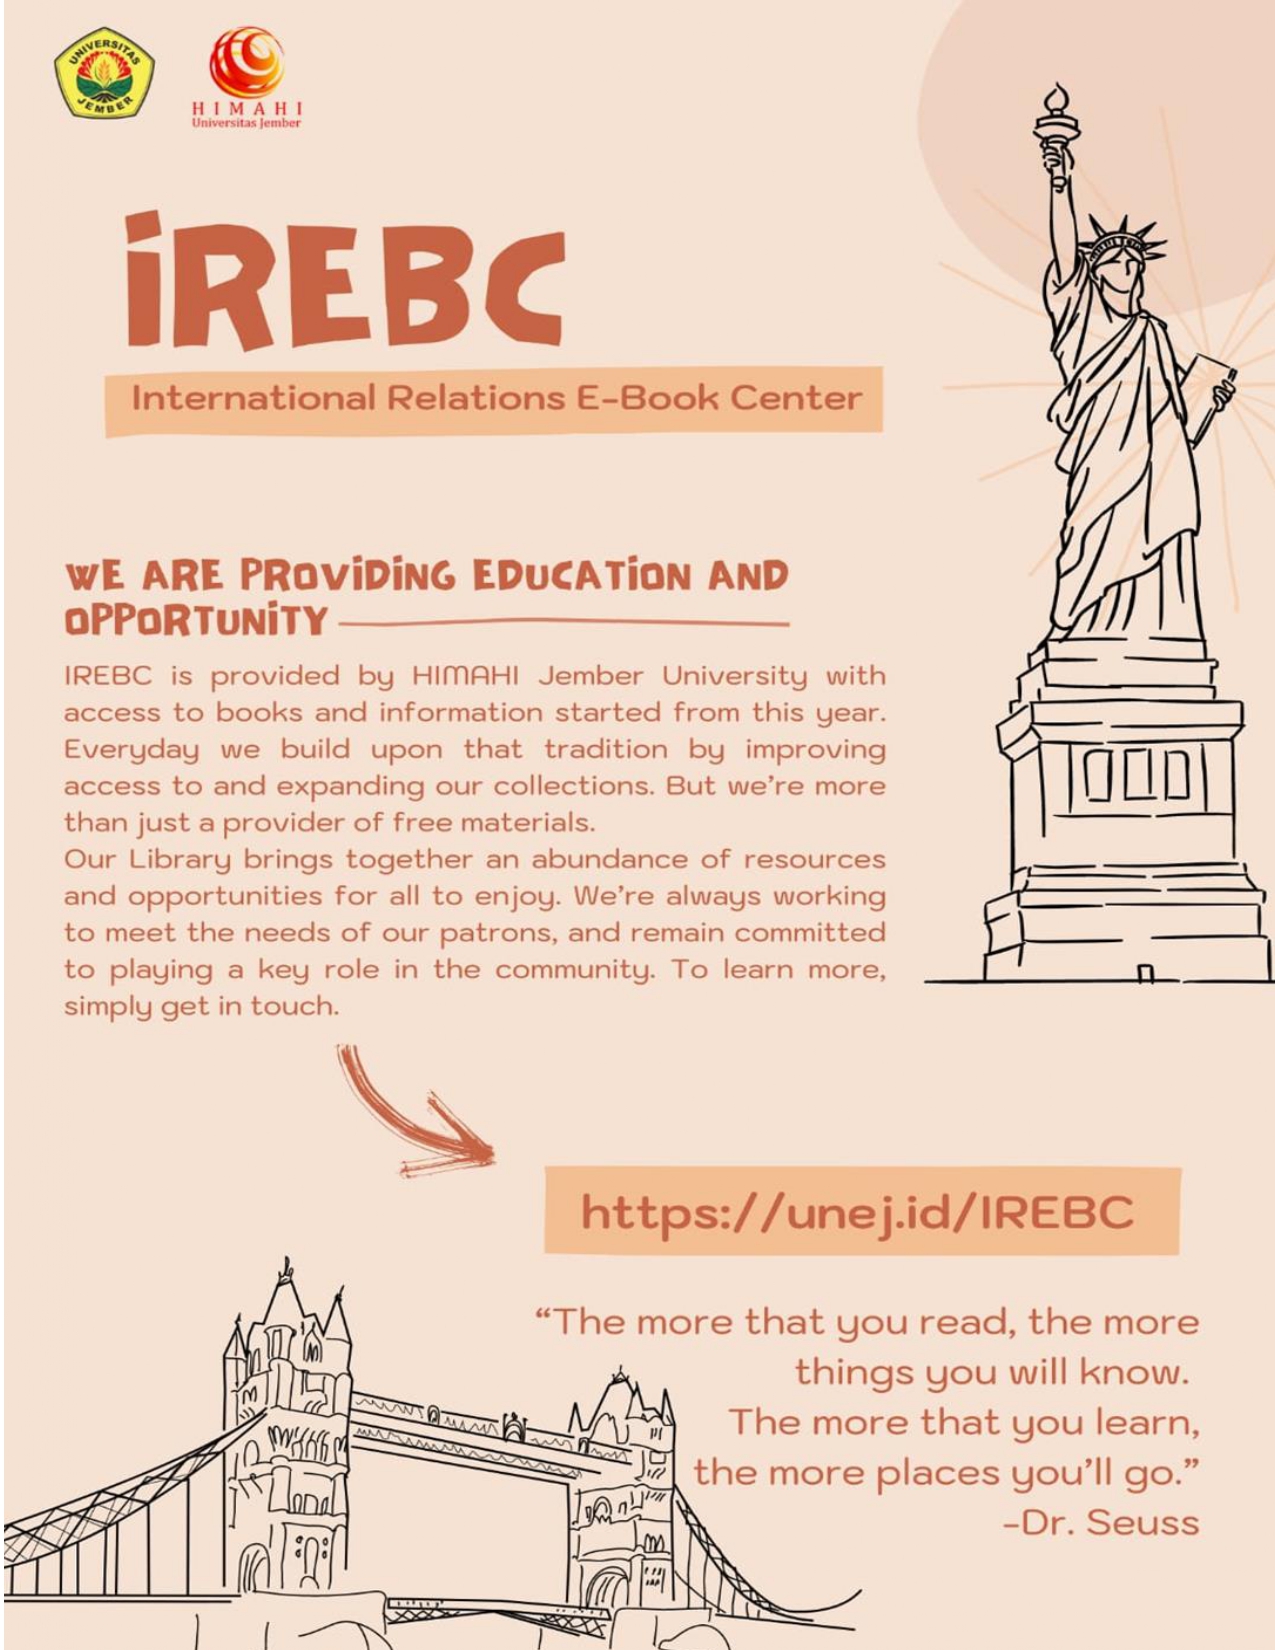 UNIVERSITAS
JEMBER
HIMAHI
Universitas Jember
iREBC
International Relations E-Book Center
WE ARE PROViDiNG EDUCATiON AND
OPPORTUNiTY
IREBC is provided by HIMAHI Jember University with
access to books and information started from this year.
Everyday we build upon that tradition by improving
access to and expanding our collections. But we're more
than just a provider of free materials.
Our Library brings together an abundance of resources
and opportunities for all to enjoy. We're always working
to meet the needs of our patrons, and remain committed
to playing a key role in the community. To learn more,
simply get in touch.
https://unej.id/IREBC
“The more that you read, the more
things you will know.
The more that you learn,
the more places you'll go.”
-Dr. Seuss